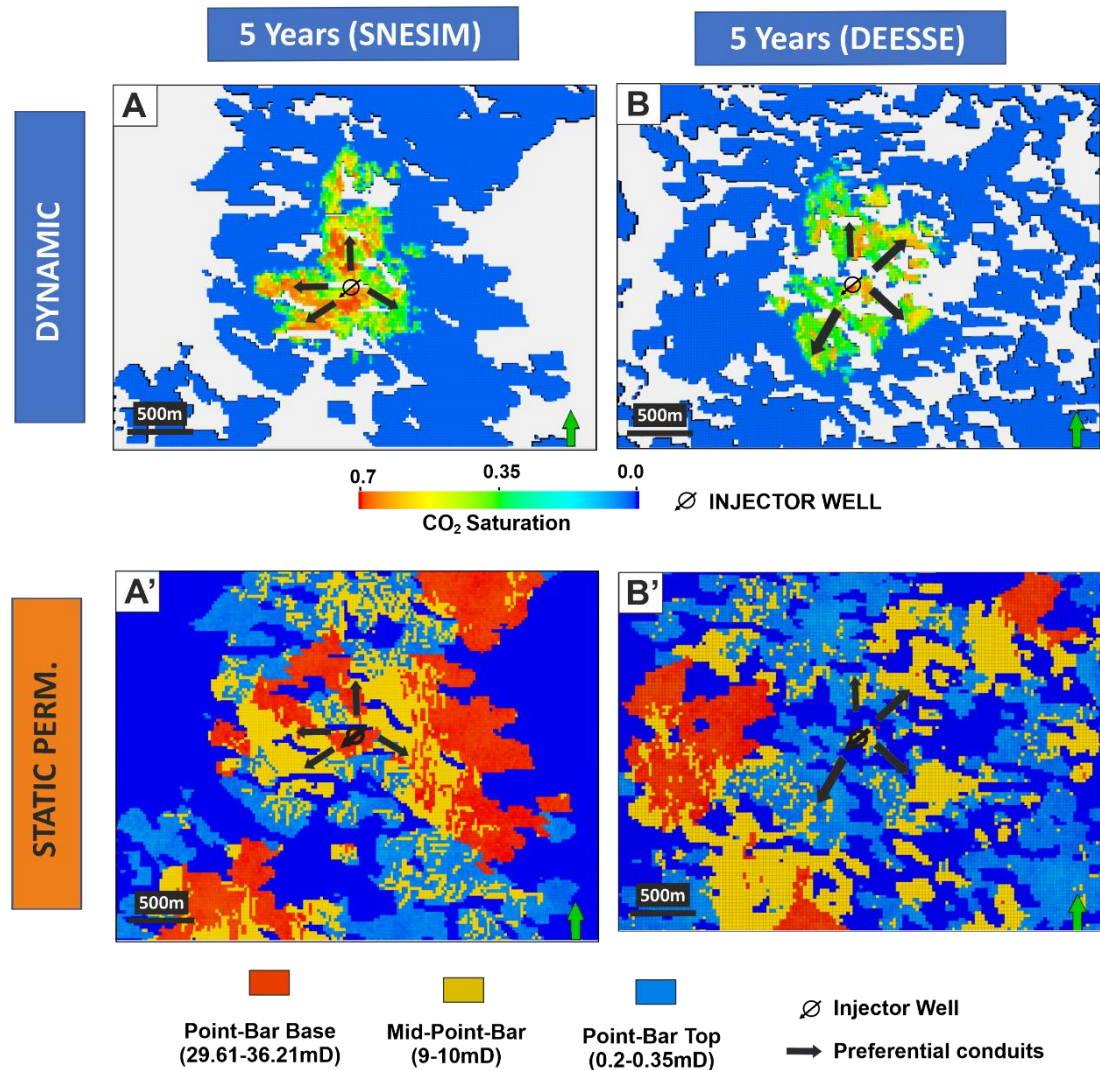 5 Years (SNESIM)
5 Years (DEESSE)
DYNAMIC
A
B
500m
500m
0.7
0.35
0.0
CO₂ Saturation
INJECTOR WELL
STATIC PERM.
A'
B'
500m
500m
Point-Bar Base
(29.61-36.21mD)
Mid-Point-Bar
(9-10mD)
Point-Bar Top
(0.2-0.35mD)
Injector Well
Preferential conduits